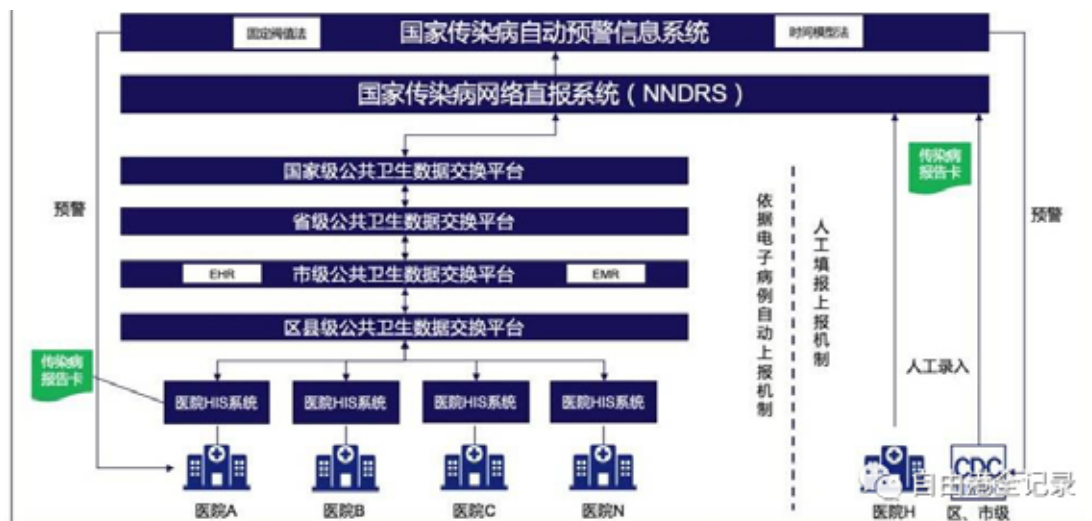 固定阀值法
国家传染病自动预警信息系统
时间模型法
国家传染病网络直报系统（NNDRS）
国家级公共卫生数据交换平台
省级公共卫生数据交换平台
EHR
市级公共卫生数据交换平台
EMR
区县级公共卫生数据交换平台
预警
依据电子病例自动上报机制
人工填报上报机制
传染病
报告卡
预警
传染病
报告卡
医院HIS系统
医院HIS系统
医院HIS系统
医院HIS系统
人工录入
医院A
医院B
医院C
医院N
医院H
CDC
区、市级
自由 记录